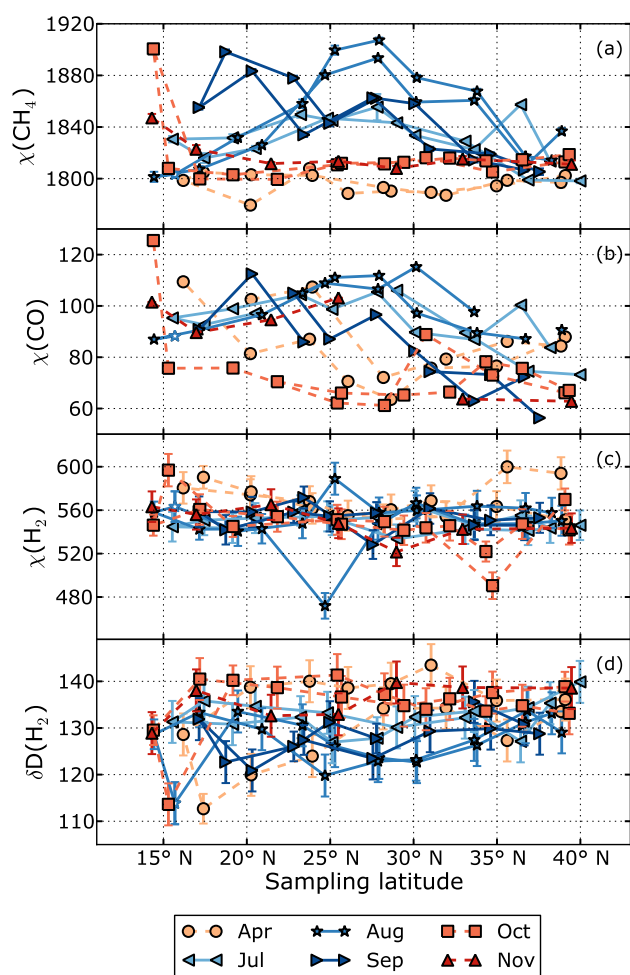 1920
1880
1840
1800
χ(CH₄)
(a)
120
100
80
60
χ(CO)
(b)
600
560
520
480
χ(H₂)
(c)
140
130
120
110
δD(H₂)
(d)
15° N 20° N 25° N 30° N 35° N 40° N
Sampling latitude
Apr Aug Oct
Jul Sep Nov